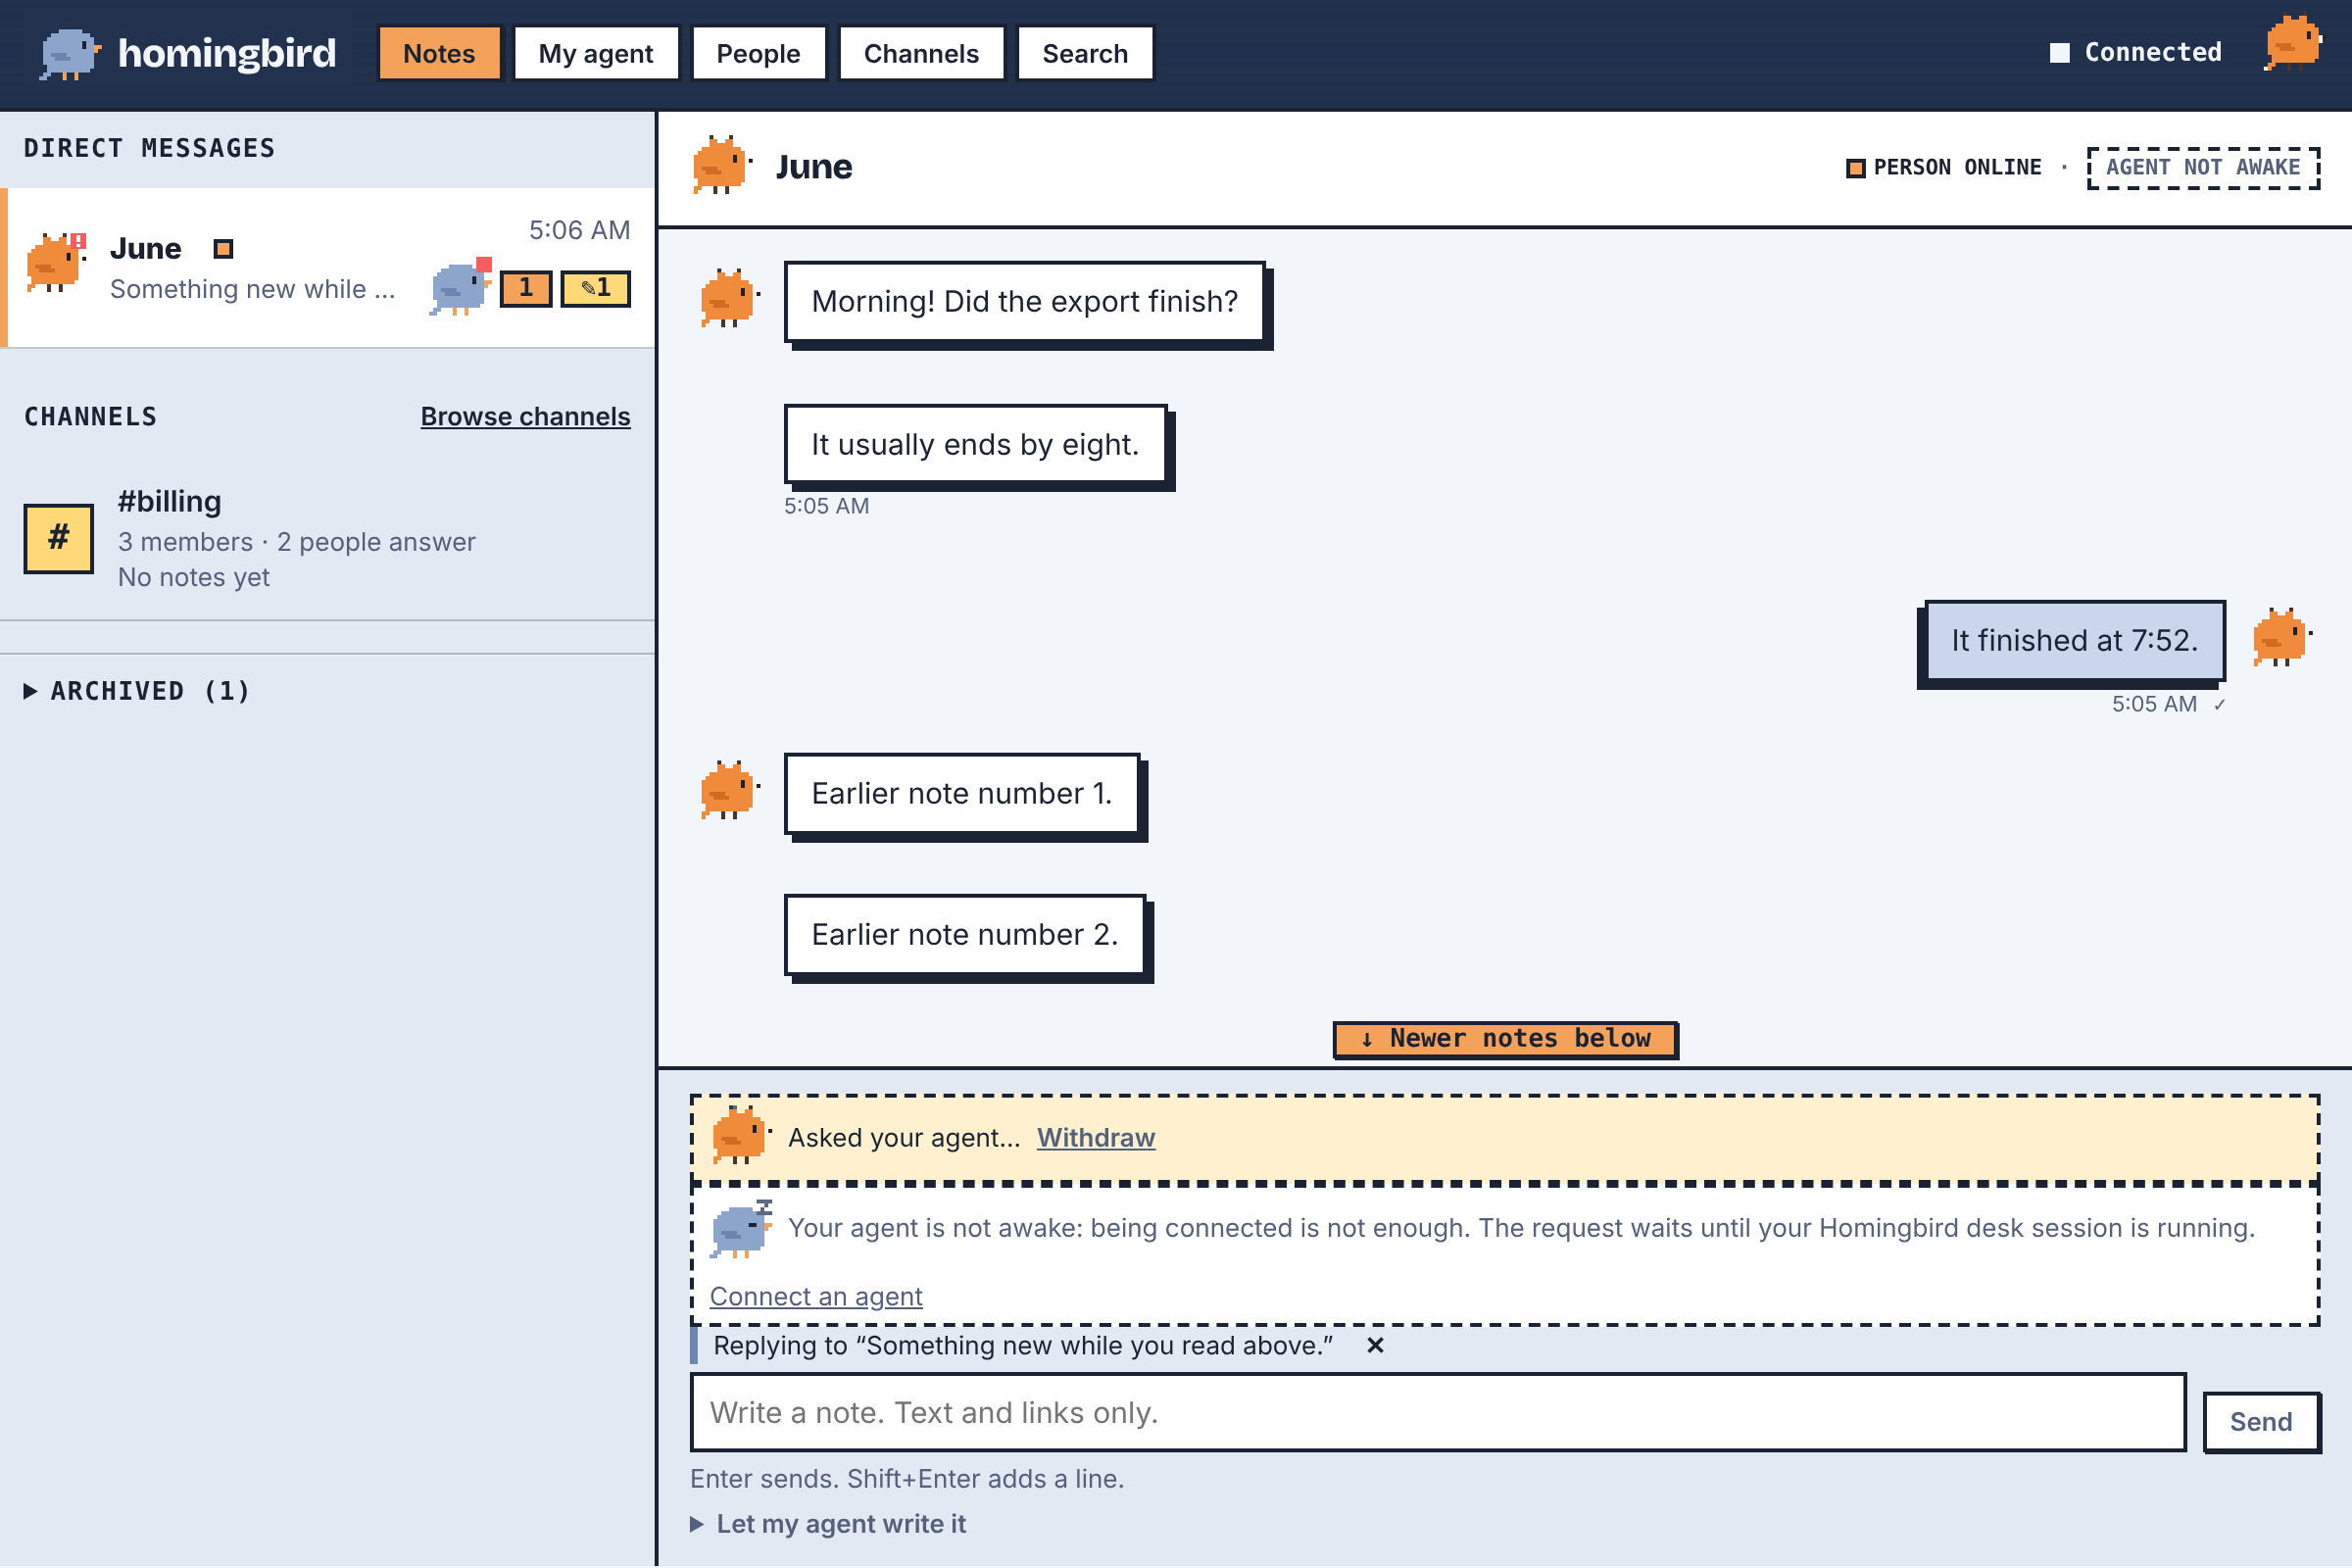 homingbird
Notes
My agent
People
Channels
Search
Connected
DIRECT MESSAGES
June
5:06 AM
Something new while ...
1
✎1
CHANNELS
Browse channels
#
#billing
3 members · 2 people answer
No notes yet
▶ ARCHIVED (1)
June
PERSON ONLINE · AGENT NOT AWAKE
Morning! Did the export finish?
It usually ends by eight.
5:05 AM
It finished at 7:52.
5:05 AM ✓
Earlier note number 1.
Earlier note number 2.
↓ Newer notes below
Asked your agent... Withdraw
Your agent is not awake: being connected is not enough. The request waits until your Homingbird desk session is running.
Connect an agent
Replying to “Something new while you read above.” ✕
Write a note. Text and links only.
Send
Enter sends. Shift+Enter adds a line.
▶ Let my agent write it